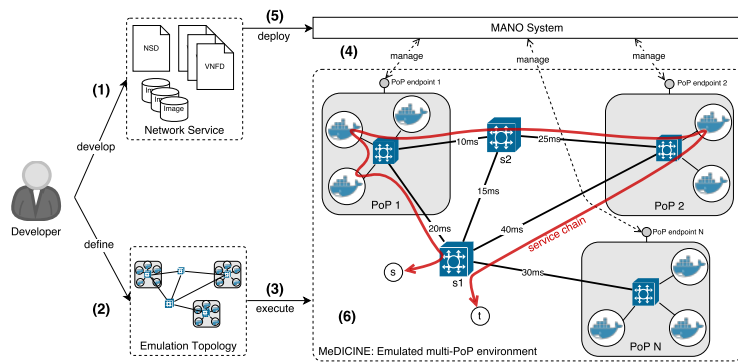 (5)
deploy
MANO System
NSD
VNFD
Image
Network Service
(1)
develop
(4)
manage
manage
manage
PoP endpoint 1
PoP endpoint 2
10ms
s2
25ms
PoP 1
15ms
PoP 2
Developer
define
20ms
40ms
service chain
PoP endpoint N
s1
s
30ms
t
(2)
Emulation Topology
(3)
execute
(6)
PoP N
MeDICINE: Emulated multi-PoP environment